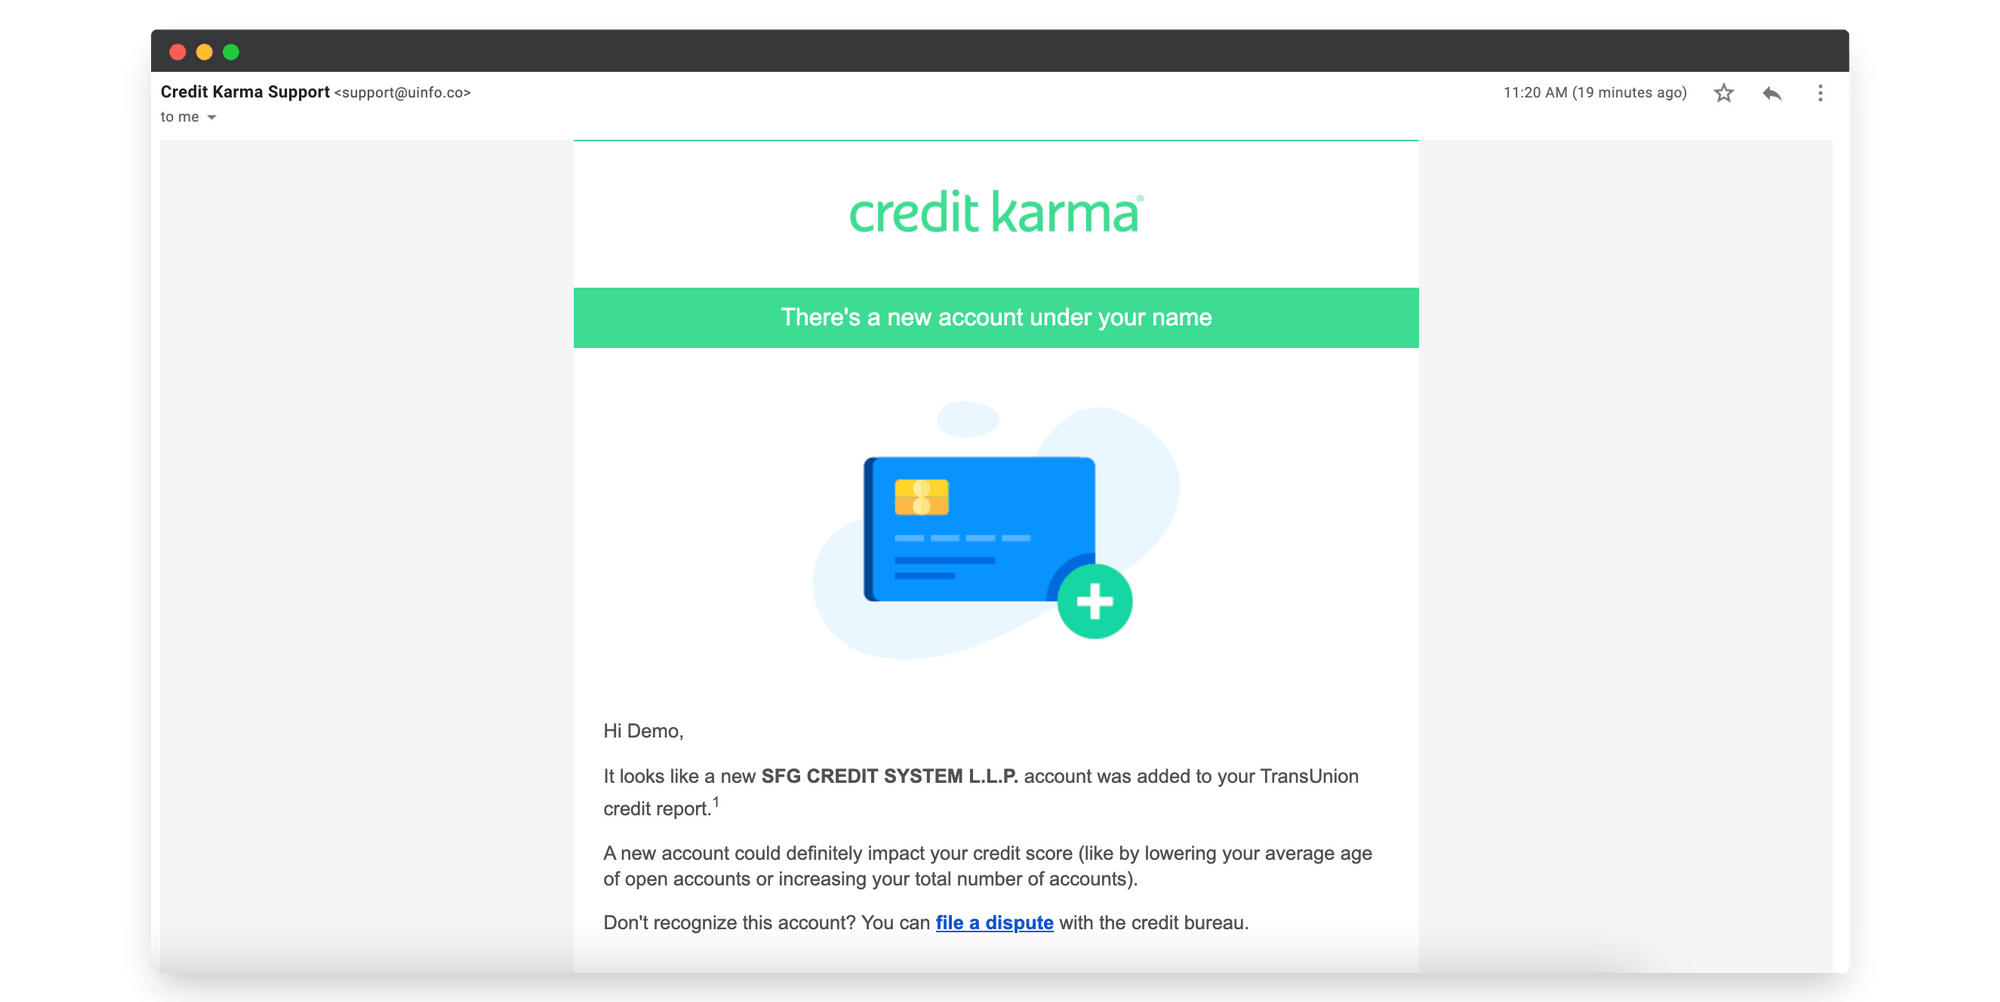 Credit Karma Support <support@uinfo.co>
11:20 AM (19 minutes ago)
to me
credit karma®
There's a new account under your name
Hi Demo,
It looks like a new SFG CREDIT SYSTEM L.L.P. account was added to your TransUnion
credit report.1
A new account could definitely impact your credit score (like by lowering your average age
of open accounts or increasing your total number of accounts).
Don't recognize this account? You can file a dispute with the credit bureau.